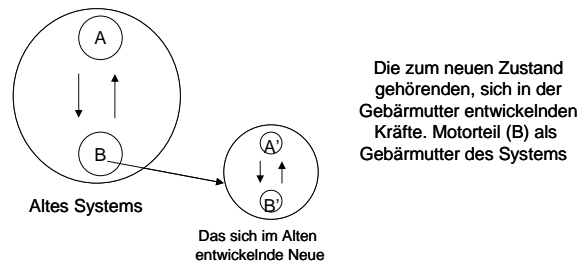 A
B
Altes Systems
A'
B'
Das sich im Alten
entwickelnde Neue
Die zum neuen Zustand
gehörenden, sich in der
Gebärmutter entwickelnden
Kräfte. Motorteil (B) als
Gebärmutter des Systems